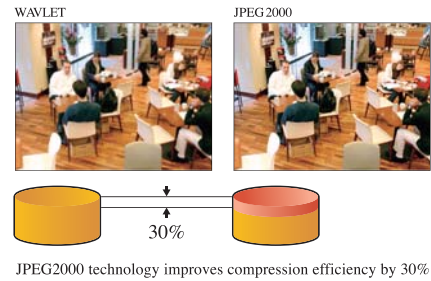 WAVLET
JPEG2000
30%
JPEG2000 technology improves compression efficiency by 30%